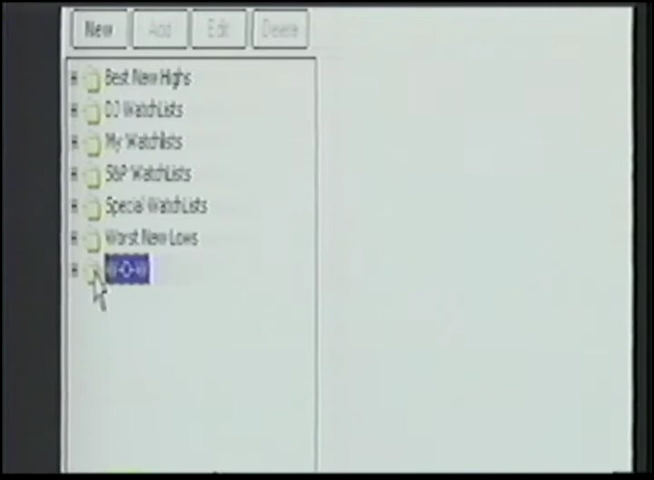 New Add Edit Delete
Best New Highs
DJ WatchLists
My Watchlists
S&P WatchLists
Special WatchLists
Worst New Lows
W-O-W